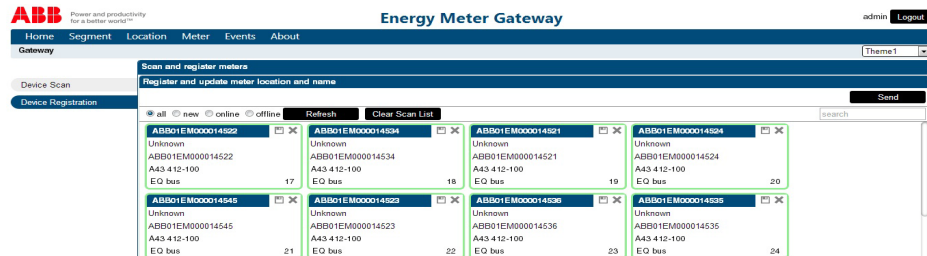 ABB Power and productivity for a better world™
Energy Meter Gateway
admin Logout
Home Segment Location Meter Events About
Gateway
Theme1
Scan and register meters
Device Scan
Register and update meter location and name
Device Registration
Send
all new online offline Refresh Clear Scan List search
ABB01EM000014522 ABB01EM000014534 ABB01EM000014521 ABB01EM000014524
Unknown Unknown Unknown Unknown
ABB01EM000014522 ABB01EM000014534 ABB01EM000014521 ABB01EM000014524
A43 412-100 A43 412-100 A43 412-100 A43 412-100
EQ bus 17 EQ bus 18 EQ bus 19 EQ bus 20
ABB01EM000014545 ABB01EM000014523 ABB01EM000014536 ABB01EM000014535
Unknown Unknown Unknown Unknown
ABB01EM000014545 ABB01EM000014523 ABB01EM000014536 ABB01EM000014535
A43 412-100 A43 412-100 A43 412-100 A43 412-100
EQ bus 21 EQ bus 22 EQ bus 23 EQ bus 24